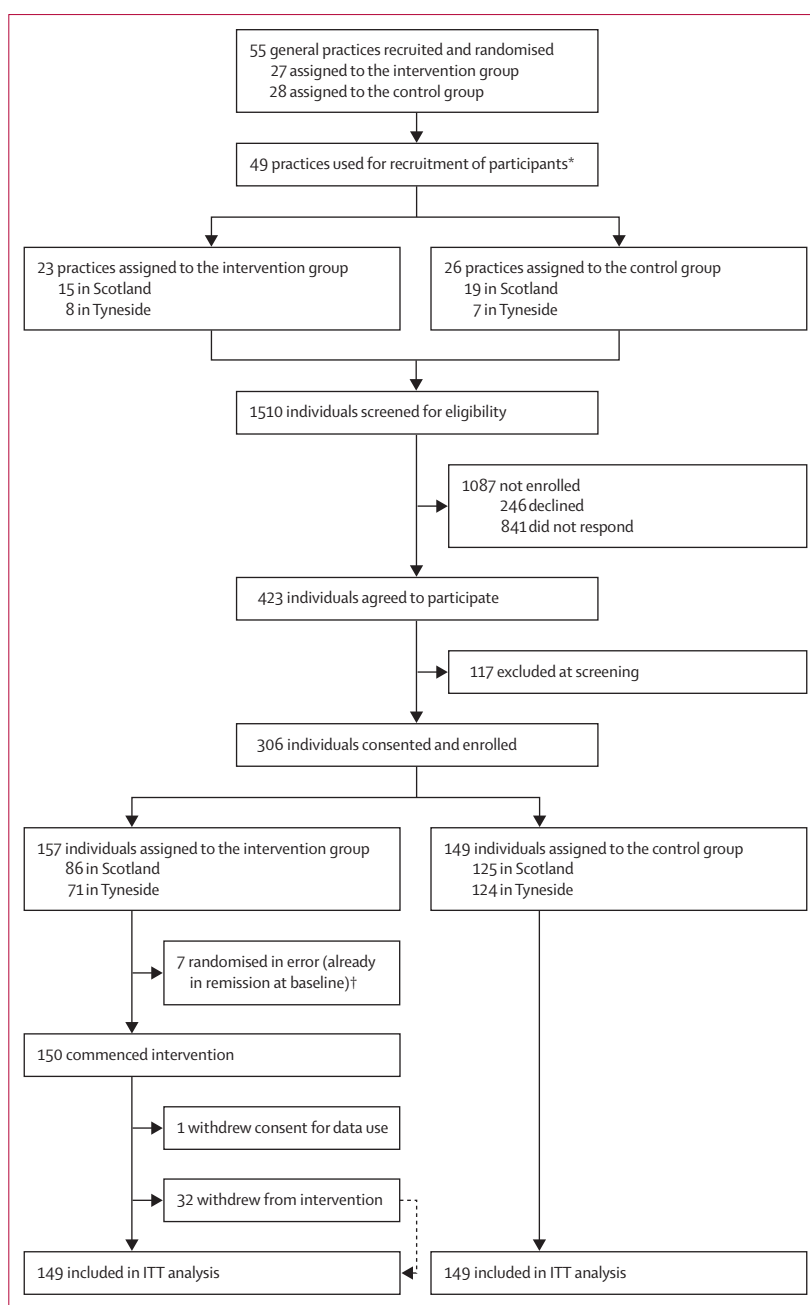 55 general practices recruited and randomised
27 assigned to the intervention group
28 assigned to the control group
49 practices used for recruitment of participants*
23 practices assigned to the intervention group
15 in Scotland
8 in Tyneside
26 practices assigned to the control group
19 in Scotland
7 in Tyneside
1510 individuals screened for eligibility
1087 not enrolled
246 declined
841 did not respond
423 individuals agreed to participate
117 excluded at screening
306 individuals consented and enrolled
157 individuals assigned to the intervention group
86 in Scotland
71 in Tyneside
149 individuals assigned to the control group
125 in Scotland
124 in Tyneside
7 randomised in error (already
in remission at baseline)†
150 commenced intervention
1 withdrew consent for data use
32 withdrew from intervention
149 included in ITT analysis
149 included in ITT analysis